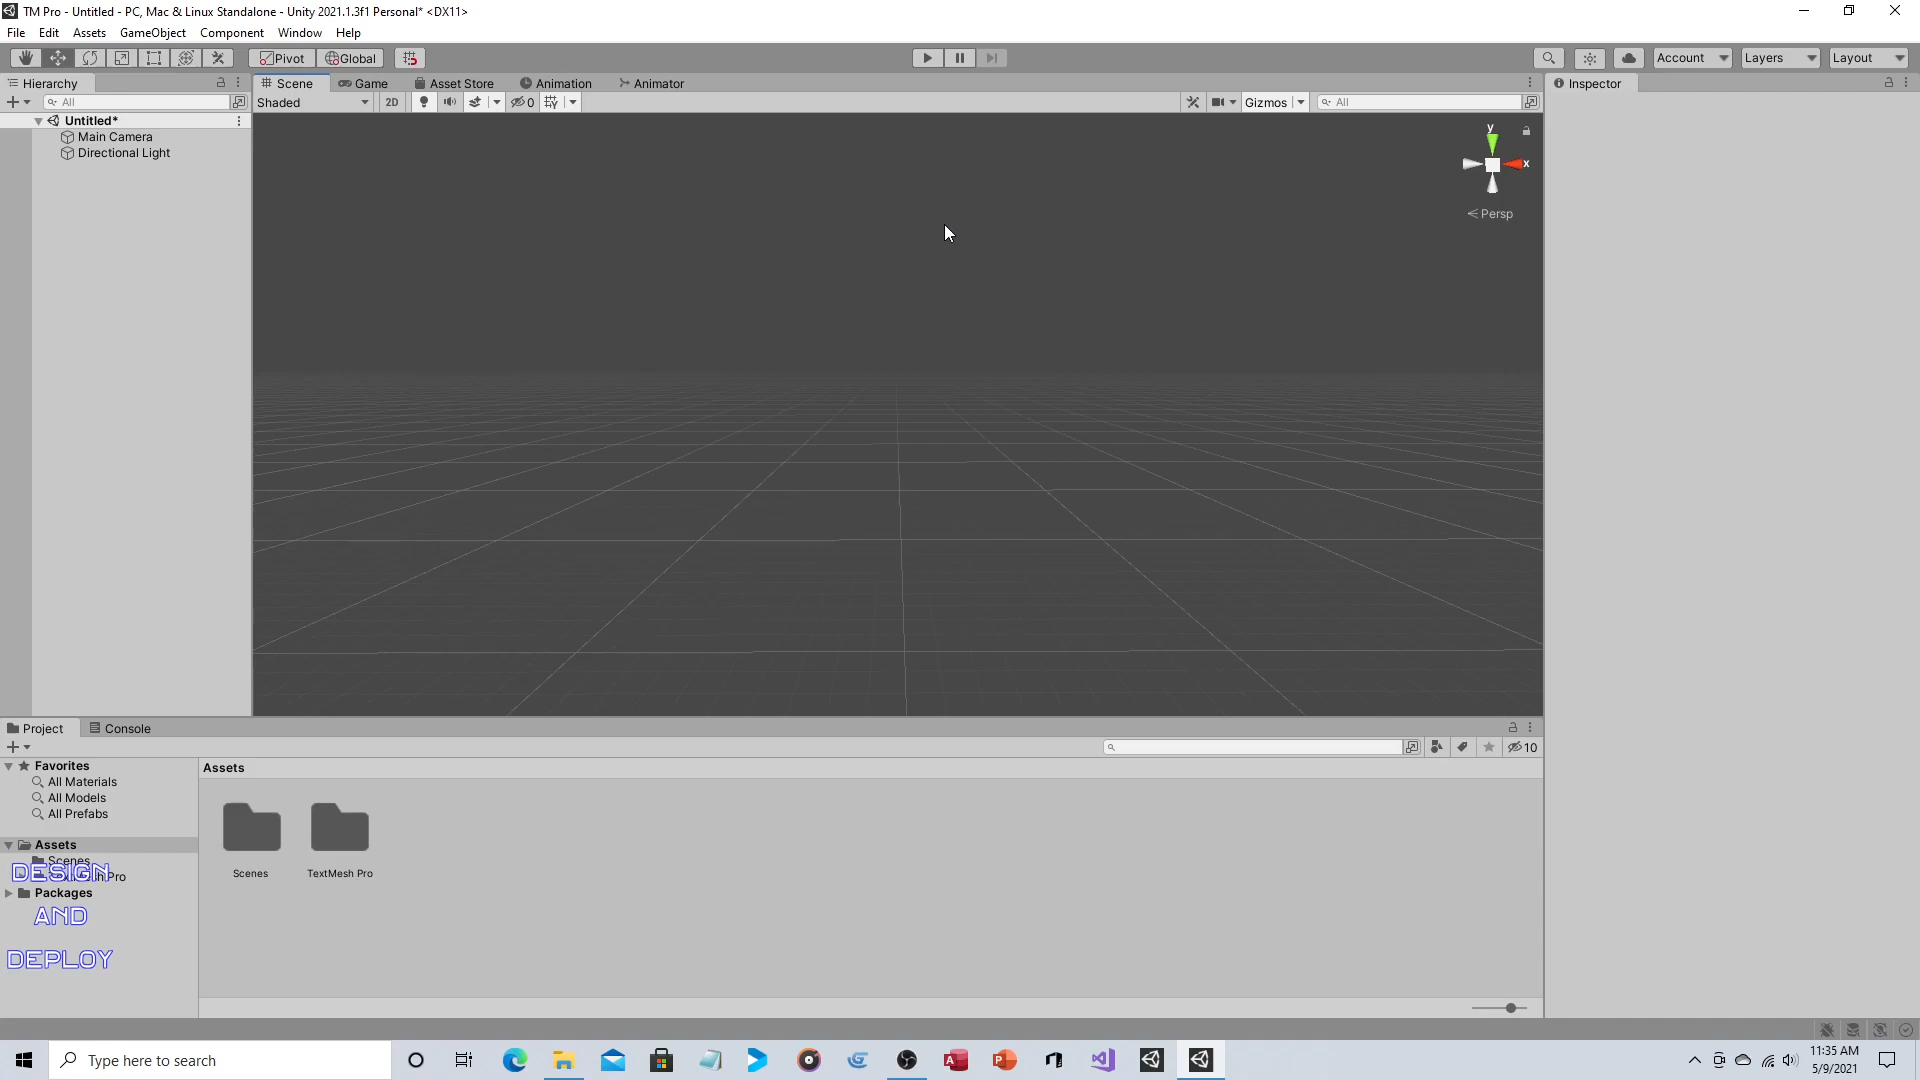 TM Pro - Untitled - PC, Mac & Linux Standalone - Unity 2021.1.3f1 Personal* <DX11>
File Edit Assets GameObject Component Window Help
Pivot Global Account Layers Layout
Hierarchy Scene Game Asset Store Animation Animator Inspector
All Shaded 2D 0 Gizmos All
Untitled*
Main Camera
Directional Light
y
x
Persp
Project Console
10
Favorites
All Materials
All Models
All Prefabs
Assets
Scenes
Packages
Assets
Scenes TextMesh Pro
DESIGN
AND
DEPLOY
Type here to search
11:35 AM
5/9/2021